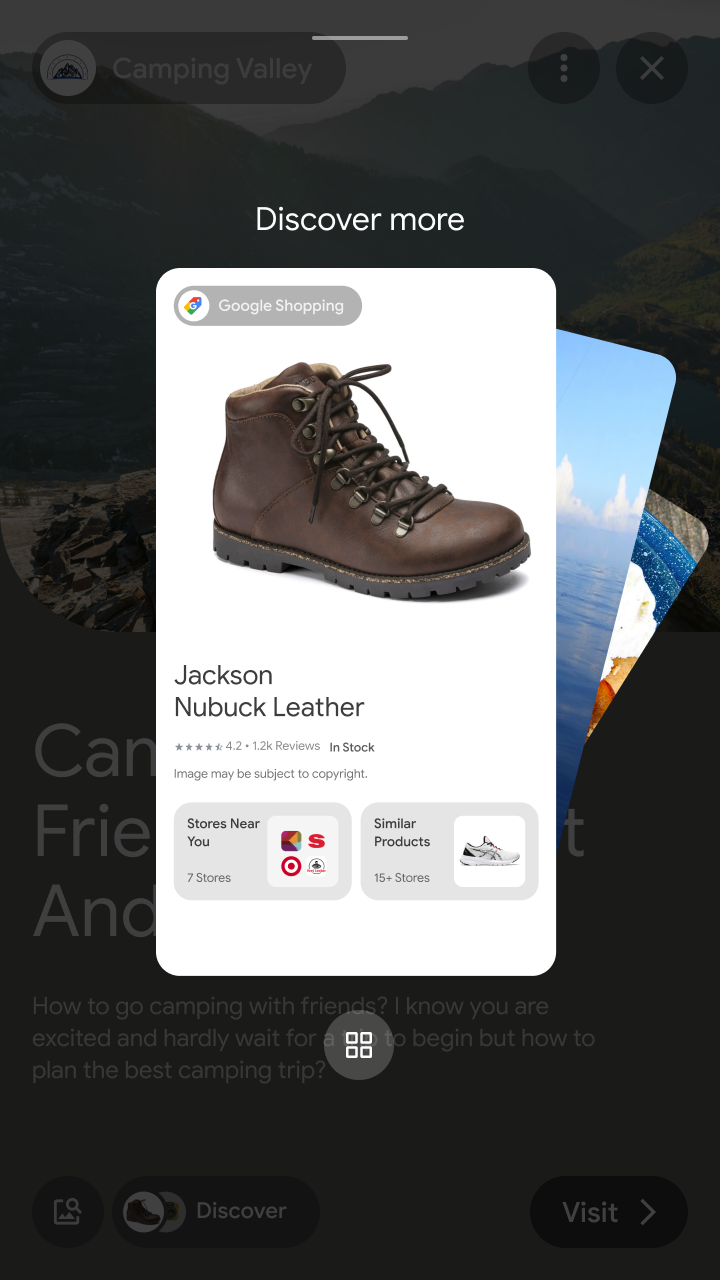 Camping Valley
Discover more
Google Shopping
Jackson
Nubuck Leather
4.2 • 1.2k Reviews In Stock
Image may be subject to copyright.
Stores Near
You
7 Stores
Similar
Products
15+ Stores
Cam
Frie t
And
How to go camping with friends? I know you are
excited and hardly wait for a to begin but how to
plan the best camping trip?
Discover
Visit